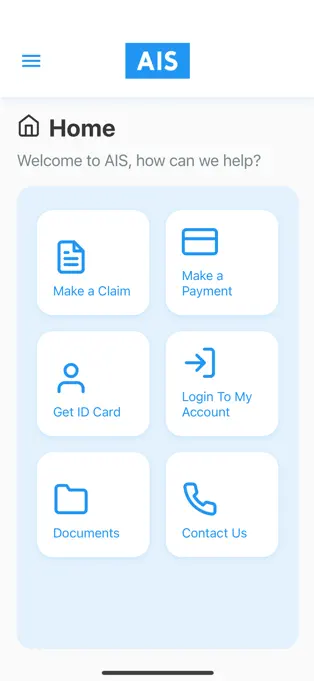 AIS
Home
Welcome to AIS, how can we help?
Make a Claim
Make a
Payment
Get ID Card
Login To My
Account
Documents
Contact Us